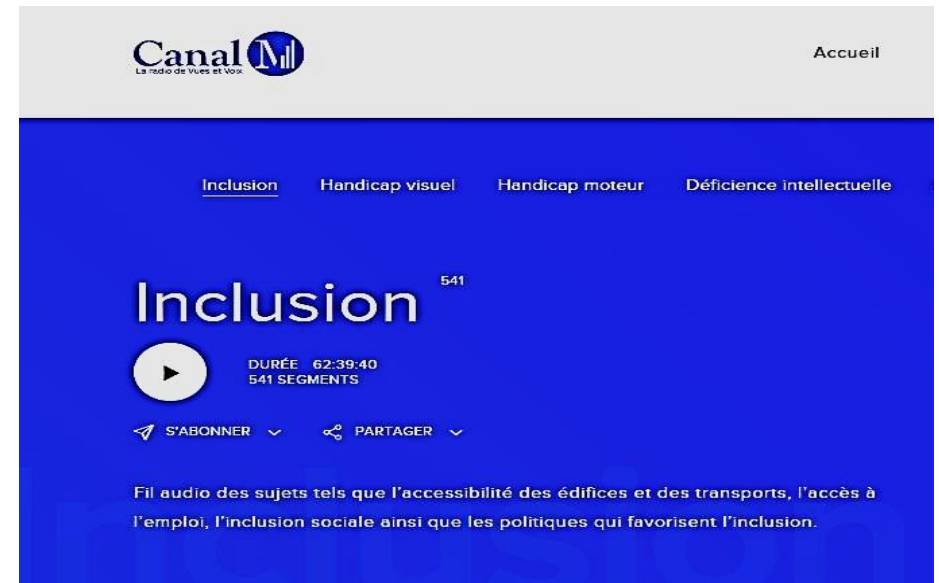 Canal M
La radio de Vues et Voix
Accueil
Inclusion Handicap visuel Handicap moteur Déficience intellectuelle
Inclusion 541
DURÉE 62:39:40
541 SEGMENTS
S'ABONNER PARTAGER
Fil audio des sujets tels que l'accessibilité des édifices et des transports, l'accès à
l'emploi, l'inclusion sociale ainsi que les politiques qui favorisent l'inclusion.
Inclusion